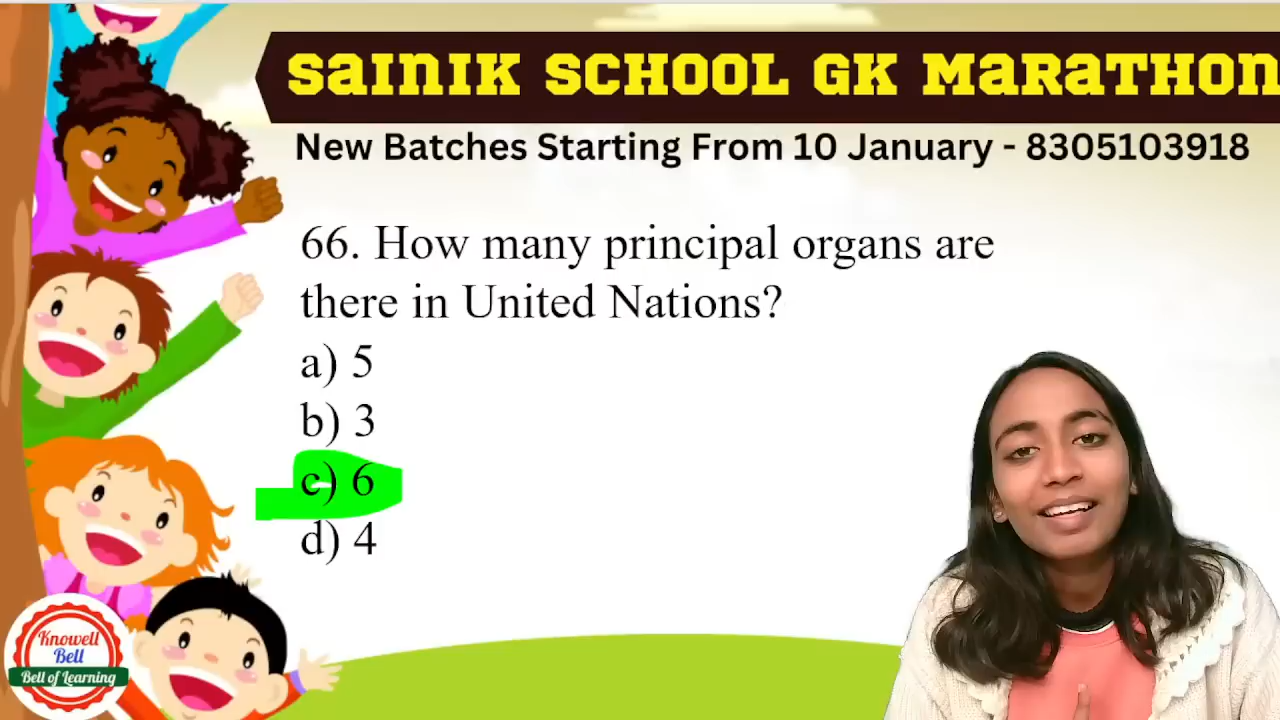 SaiNIK SCHOOL GK MaRaTHON
New Batches Starting From 10 January - 8305103918
66. How many principal organs are
there in United Nations?
a) 5
b) 3
c) 6
d) 4
Knowell
Bell
Bell of Learning